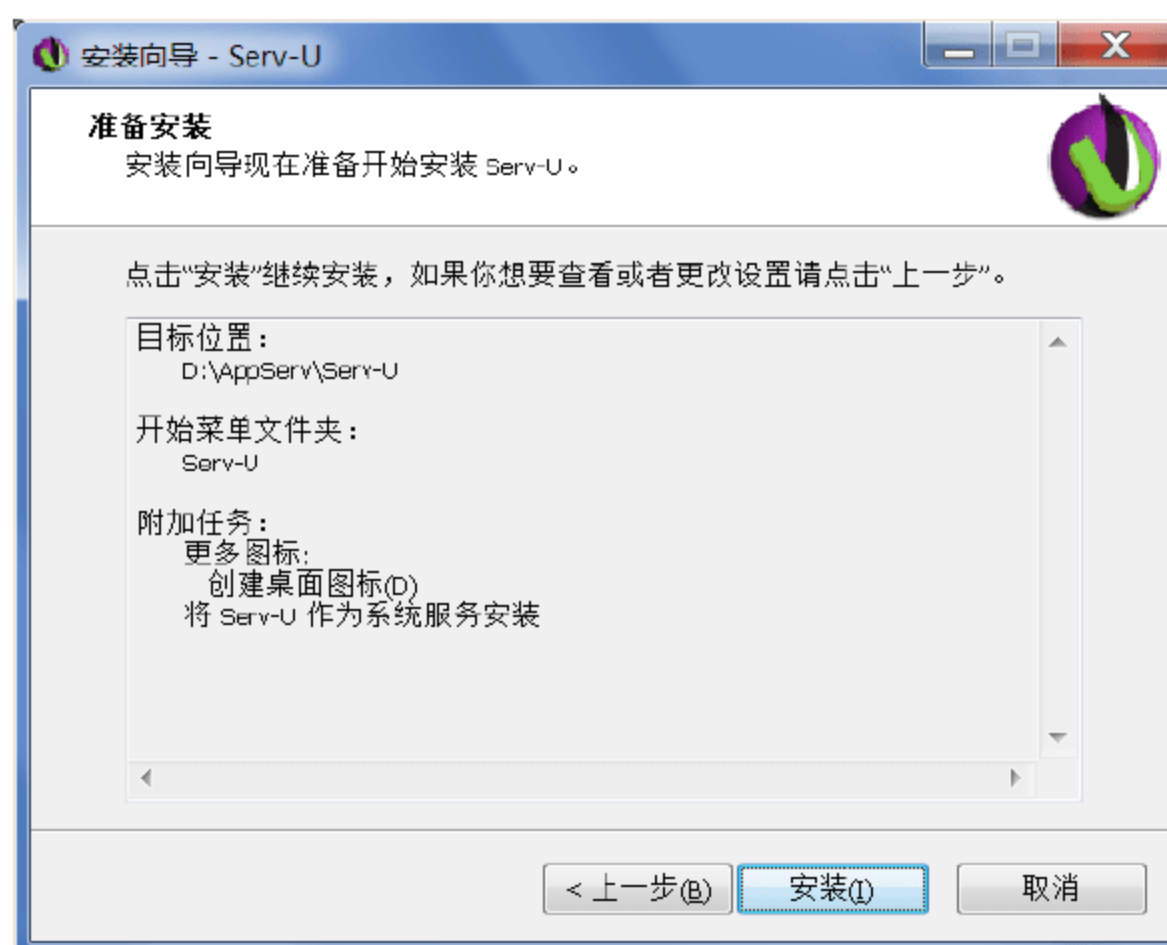 安装向导 - Serv-U
准备安装
安装向导现在准备开始安装 Serv-U。
点击“安装”继续安装，如果你想要查看或者更改设置请点击“上一步”。
目标位置：
D:\AppServ\Serv-U
开始菜单文件夹：
Serv-U
附加任务：
更多图标:
创建桌面图标(D)
将 Serv-U 作为系统服务安装
< 上一步(B) 安装(I) 取消